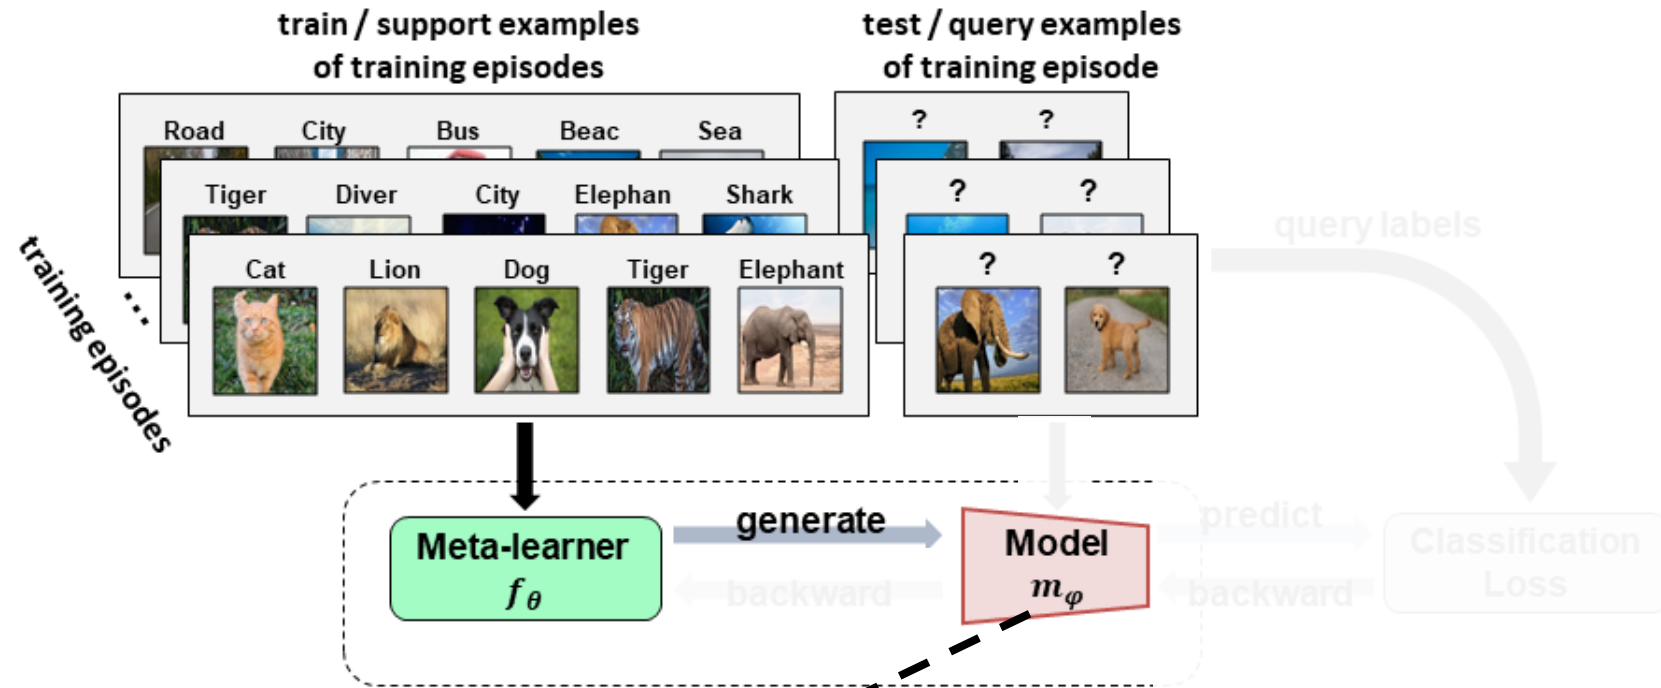 train / support examples
of training episodes
test / query examples
of training episode
Road City Bus Beac Sea
? ?
Tiger Diver City Elephan Shark
? ?
Cat Lion Dog Tiger Elephant
? ?
training episodes
...
query labels
Meta-learner
f θ
generate
backward
Model
m φ
predict
backward
Classification
Loss